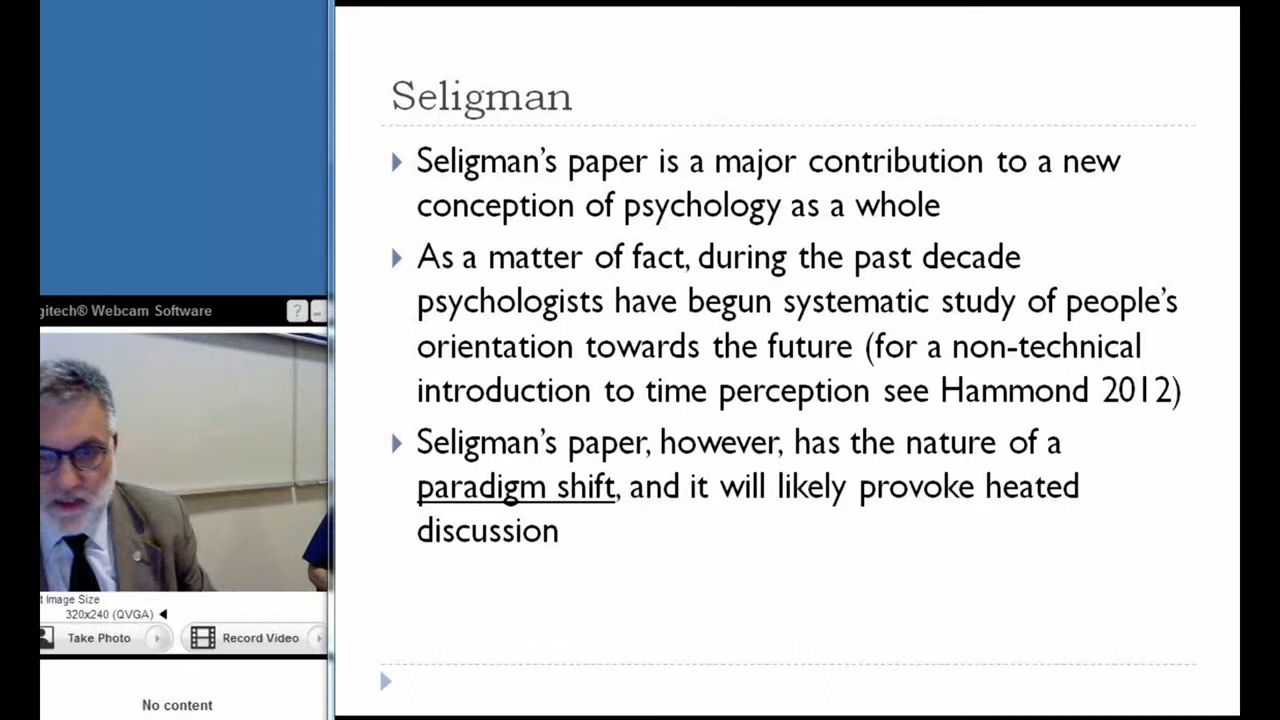 gitech® Webcam Software
?
t Image Size
320x240 (QVGA)
Take Photo
Record Video
No content
Seligman
Seligman's paper is a major contribution to a new
conception of psychology as a whole
As a matter of fact, during the past decade
psychologists have begun systematic study of people's
orientation towards the future (for a non-technical
introduction to time perception see Hammond 2012)
Seligman's paper, however, has the nature of a
paradigm shift, and it will likely provoke heated
discussion